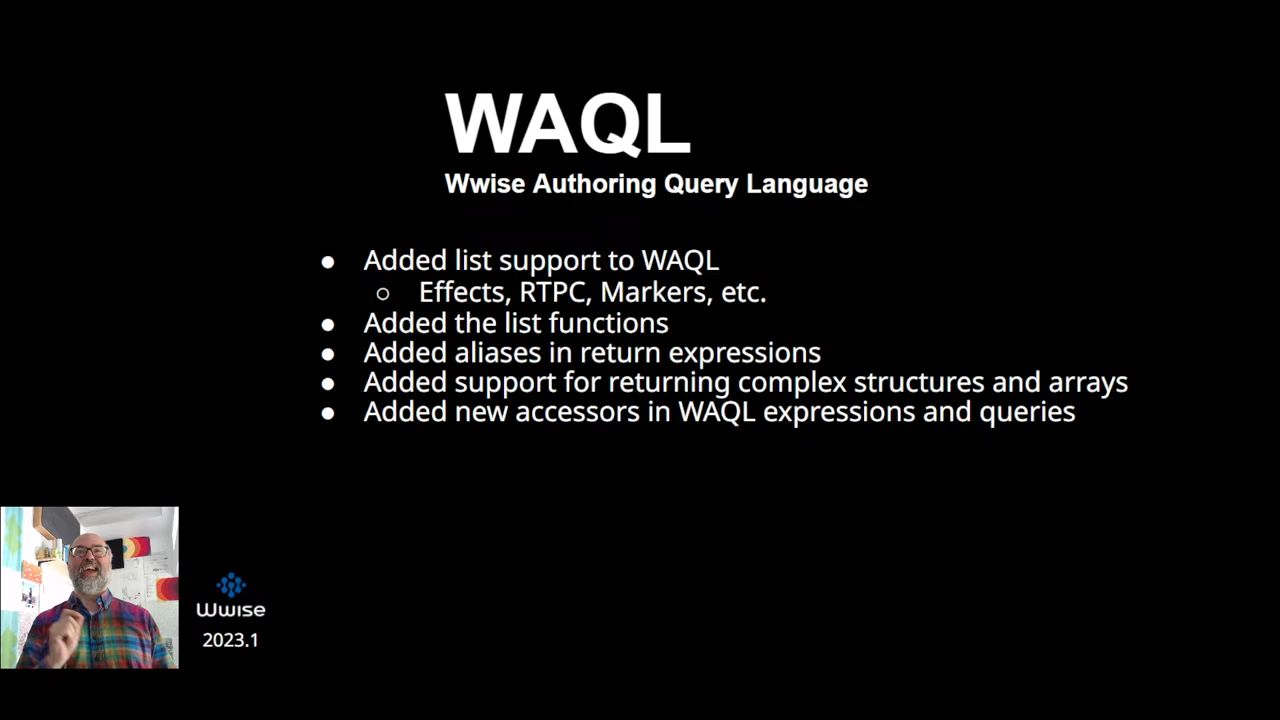 WAQL
Wwise Authoring Query Language
● Added list support to WAQL
○ Effects, RTPC, Markers, etc.
● Added the list functions
● Added aliases in return expressions
● Added support for returning complex structures and arrays
● Added new accessors in WAQL expressions and queries
Wwise
2023.1